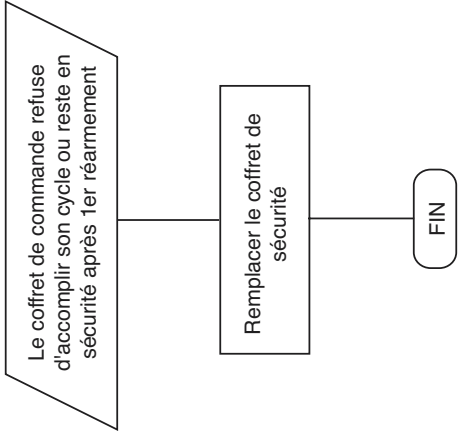 Le coffret de commande refuse
d'accomplir son cycle ou reste en
sécurité après 1er réarmement
Remplacer le coffret de
sécurité
FIN